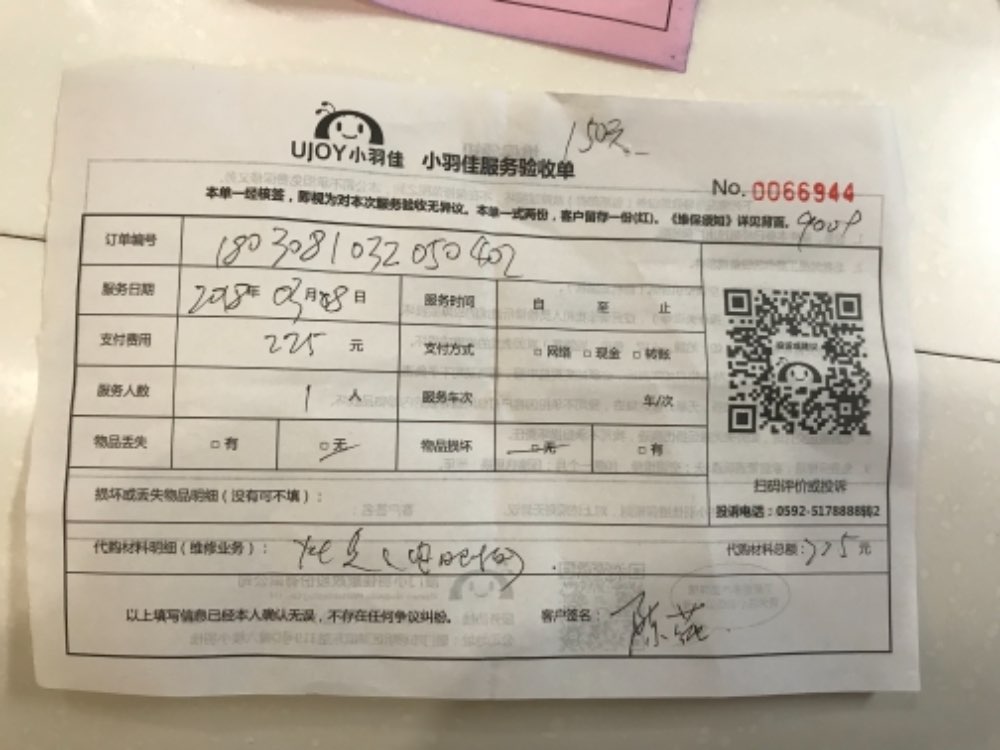 150元
UJOY小羽佳 小羽佳服务验收单
No. 0066944
本单一经核签，即视为对本次服务验收无异议。本单一式两份，客户留存一份(红)。《维保须知》详见背面。
订单编号 1803081032050402
服务日期 2018年 03月08日 服务时间 自 至 止
支付费用 225 元 支付方式 □网络 □现金 □转账
服务人数 1 人 服务车次 车/次
物品丢失 □有 □无 物品损坏 □无 □有
扫码评价或投诉
损坏或丢失物品明细（没有可不填）：
投诉电话：0592-5178888转2
代购材料明细（维修业务）： 代购材料总额： 元
以上填写信息已经本人确认无误，不存在任何争议纠纷。 客户签名：